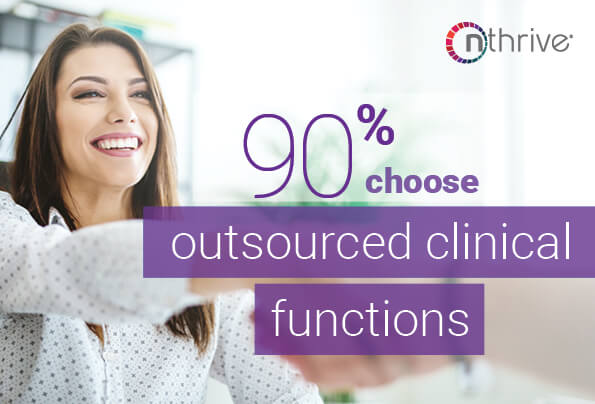 nthrive
90%
choose
outsourced clinical
functions